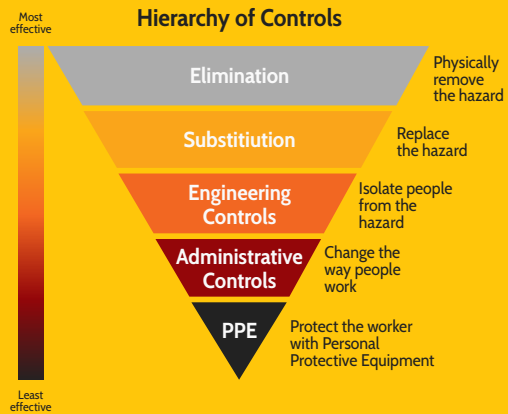 Hierarchy of Controls
Most
effective
Elimination
Physically
remove
the hazard
Substitiution
Replace
the hazard
Engineering
Controls
Isolate people
from the
hazard
Administrative
Controls
Change the
way people
work
PPE
Protect the worker
with Personal
Protective Equipment
Least
effective